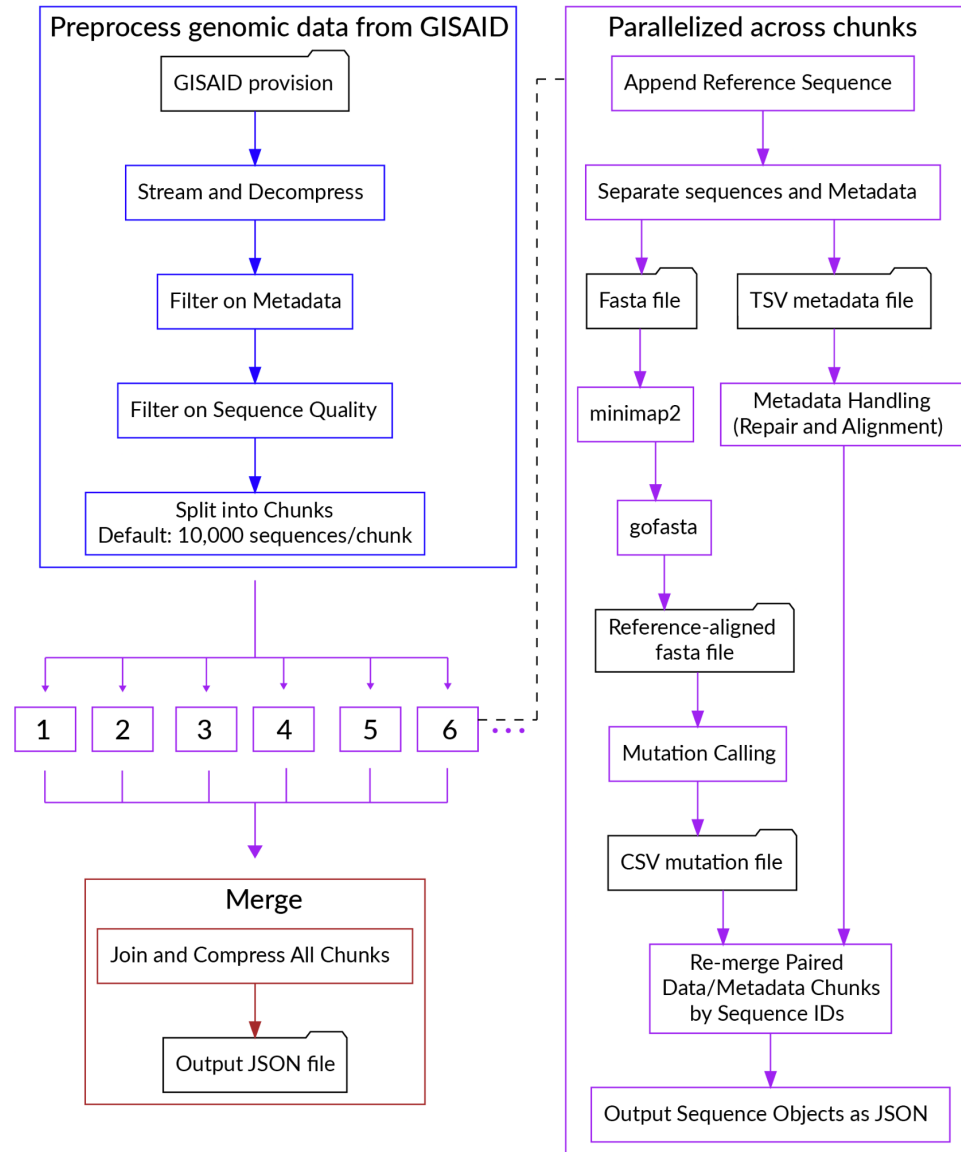 Preprocess genomic data from GISAID
GISAID provision
Stream and Decompress
Filter on Metadata
Filter on Sequence Quality
Split into Chunks
Default: 10,000 sequences/chunk
1 2 3 4 5 6 ...
Merge
Join and Compress All Chunks
Output JSON file
Parallelized across chunks
Append Reference Sequence
Separate sequences and Metadata
Fasta file
TSV metadata file
minimap2
Metadata Handling
(Repair and Alignment)
gofasta
Reference-aligned
fasta file
Mutation Calling
CSV mutation file
Re-merge Paired
Data/Metadata Chunks
by Sequence IDs
Output Sequence Objects as JSON